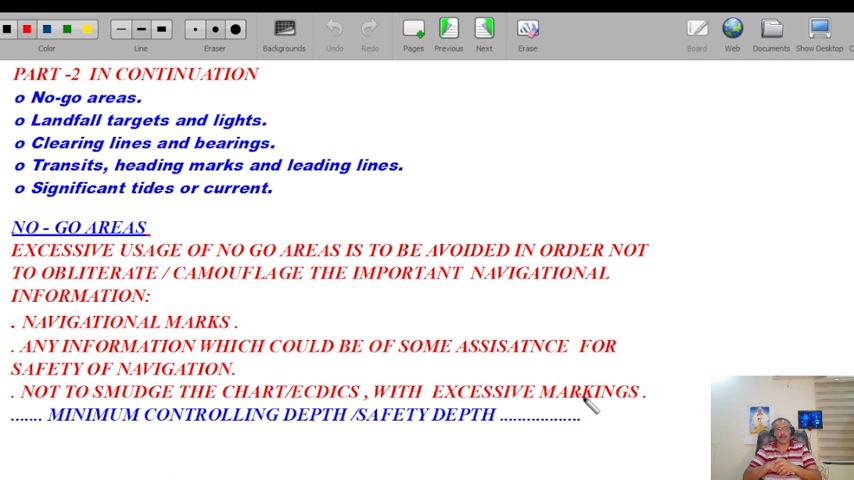 Color
Line
Eraser
Backgrounds
Undo
Redo
Pages
Previous
Next
Erase
Board
Web
Documents
Show Desktop
PART -2 IN CONTINUATION
o No-go areas.
o Landfall targets and lights.
o Clearing lines and bearings.
o Transits, heading marks and leading lines.
o Significant tides or current.
NO - GO AREAS
EXCESSIVE USAGE OF NO GO AREAS IS TO BE AVOIDED IN ORDER NOT
TO OBLITERATE / CAMOUFLAGE THE IMPORTANT NAVIGATIONAL
INFORMATION:
. NAVIGATIONAL MARKS .
. ANY INFORMATION WHICH COULD BE OF SOME ASSISATNCE FOR
SAFETY OF NAVIGATION.
. NOT TO SMUDGE THE CHART/ECDICS , WITH EXCESSIVE MARKINGS .
....... MINIMUM CONTROLLING DEPTH /SAFETY DEPTH ...................